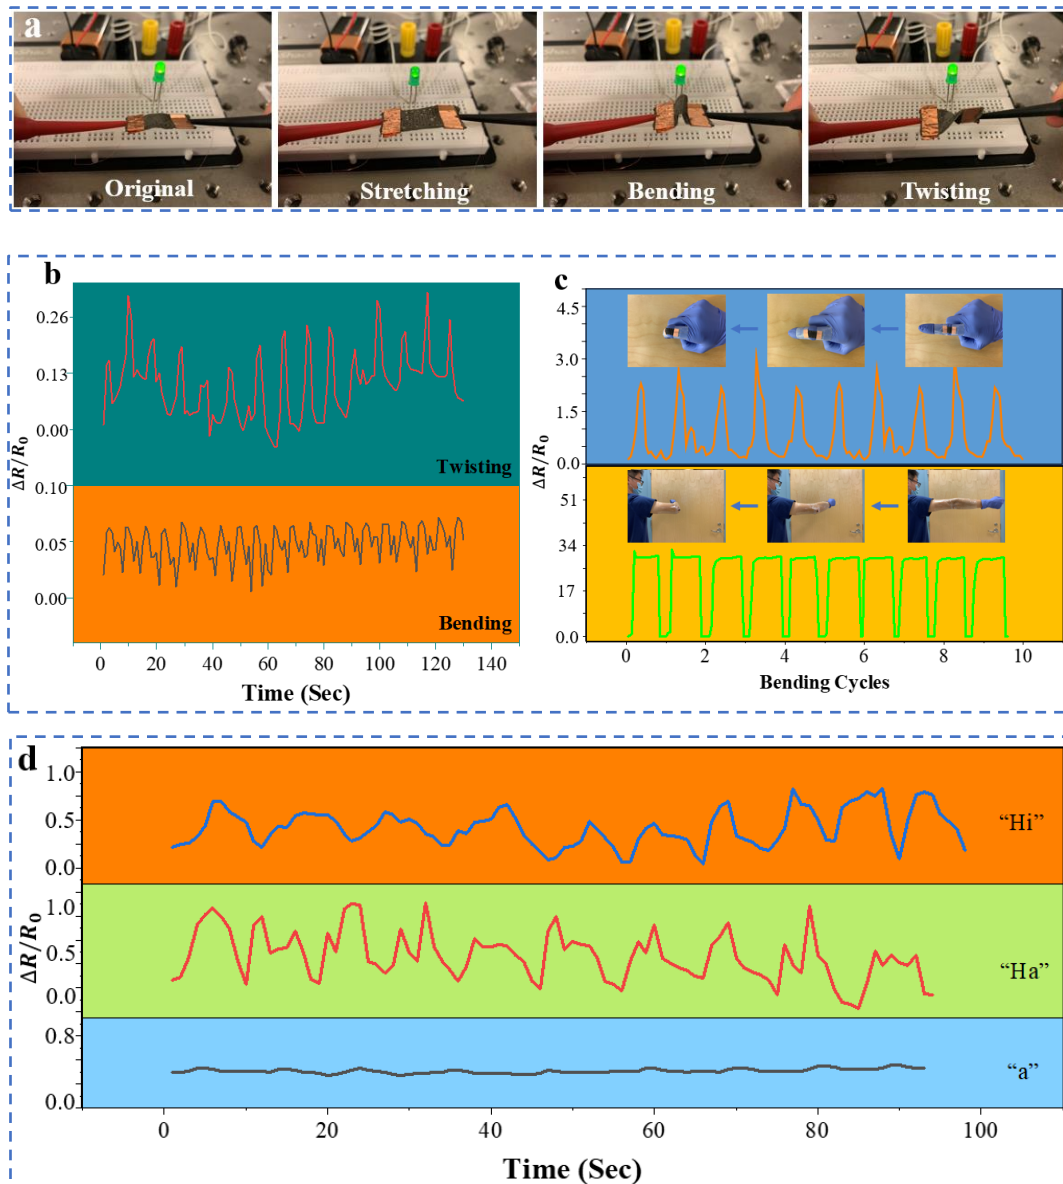 a
Original
Stretching
Bending
Twisting
b
0.26
0.13
0.00
Twisting
ΔR/R₀
0.10
0.05
0.00
Bending
0 20 40 60 80 100 120 140
Time (Sec)
c
4.5
3.0
1.5
0.0
ΔR/R₀
51
34
17
0.0
0 2 4 6 8 10
Bending Cycles
d
1.0
0.5
0.0
“Hi”
ΔR/R₀
1.0
0.5
0.0
“Ha”
0.8
0.0
“a”
0 20 40 60 80 100
Time (Sec)